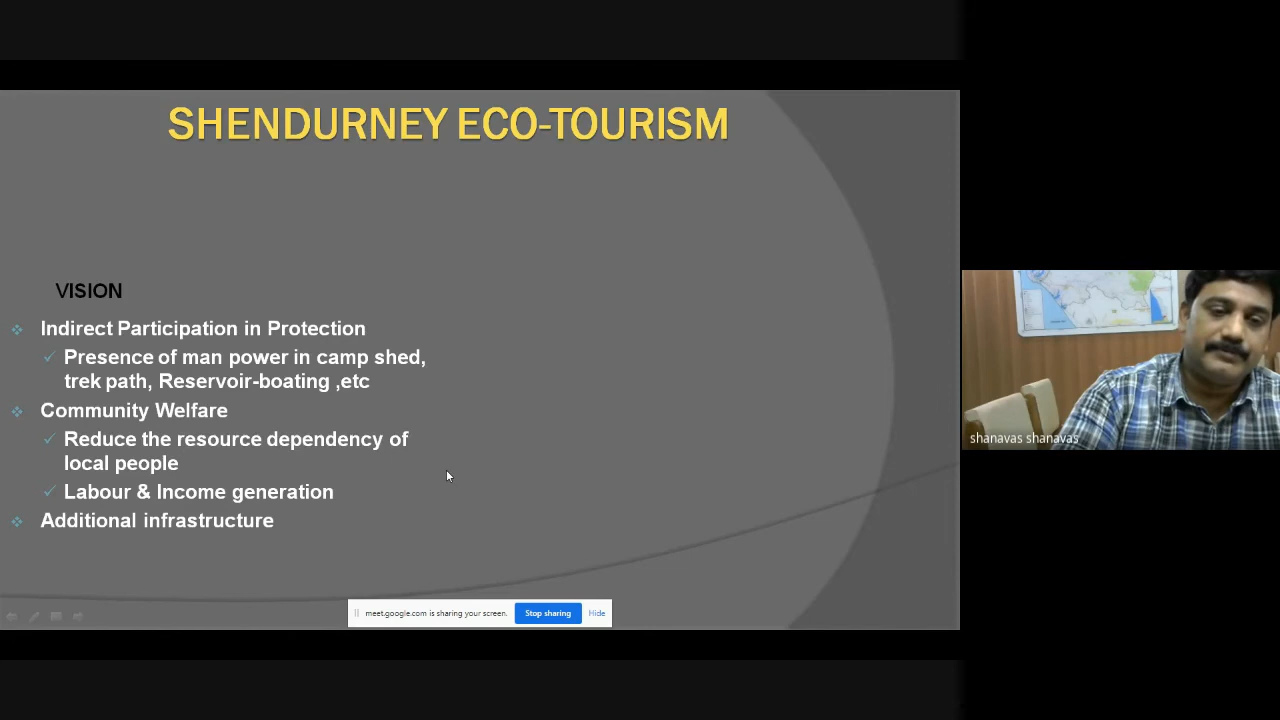 SHENDURNEY ECO-TOURISM
VISION
Indirect Participation in Protection
Presence of man power in camp shed,
trek path, Reservoir-boating ,etc
Community Welfare
Reduce the resource dependency of
local people
Labour & Income generation
Additional infrastructure
meet.google.com is sharing your screen.
Stop sharing
Hide
shanavas shanavas